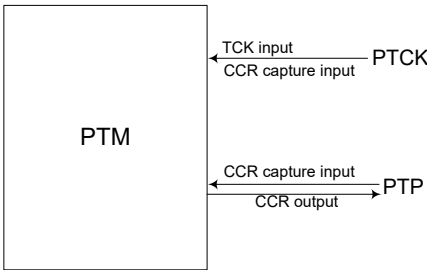 TCK input
PTCK
CCR capture input
PTM
CCR capture input
PTP
CCR output